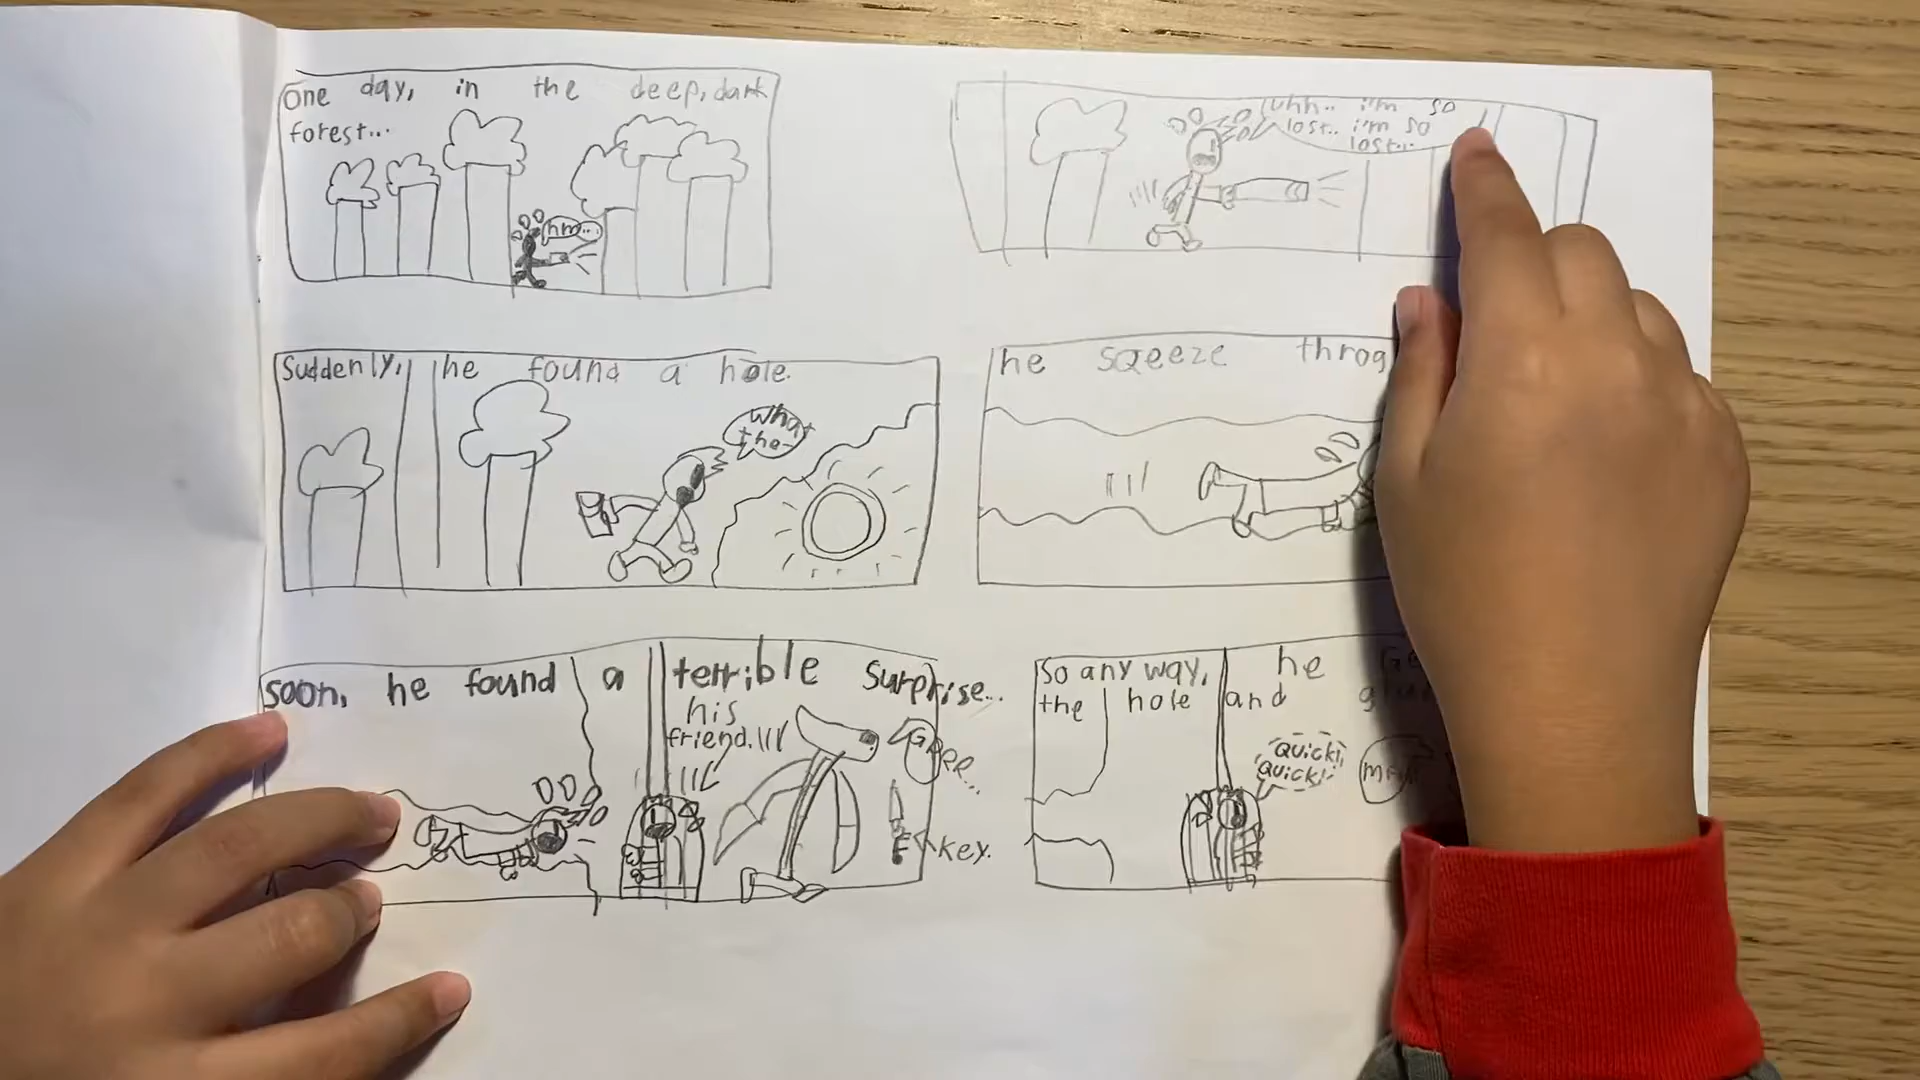 One day, in the deep, dark
forest...
hm...
uhh.. i'm so
lost.. i'm so
lost...
Suddenly, he found a hole.
what
the-
he sqeeze throg
soon, he found a terrible surprise...
his
friend.
key.
so any way, he Ge
the hole and
Quick!,
Quick!